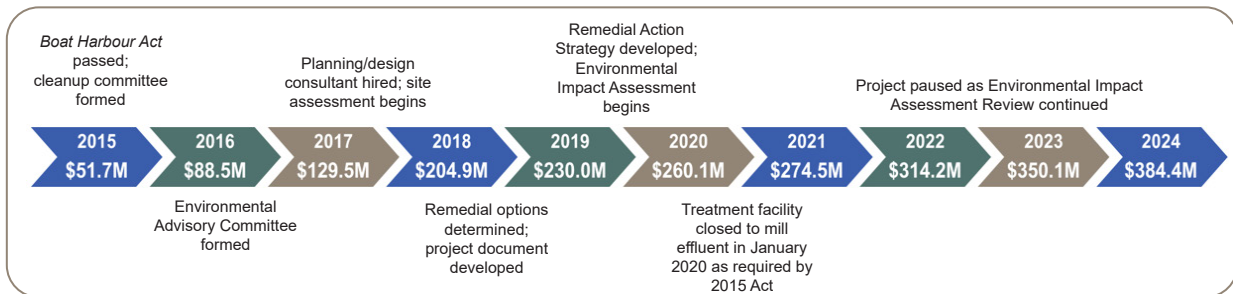 Boat Harbour Act
passed;
cleanup committee
formed
Planning/design
consultant hired; site
assessment begins
Remedial Action
Strategy developed;
Environmental
Impact Assessment
begins
Project paused as Environmental Impact
Assessment Review continued
2015
$51.7M
2016
$88.5M
2017
$129.5M
2018
$204.9M
2019
$230.0M
2020
$260.1M
2021
$274.5M
2022
$314.2M
2023
$350.1M
2024
$384.4M
Environmental
Advisory Committee
formed
Remedial options
determined;
project document
developed
Treatment facility
closed to mill
effluent in January
2020 as required by
2015 Act